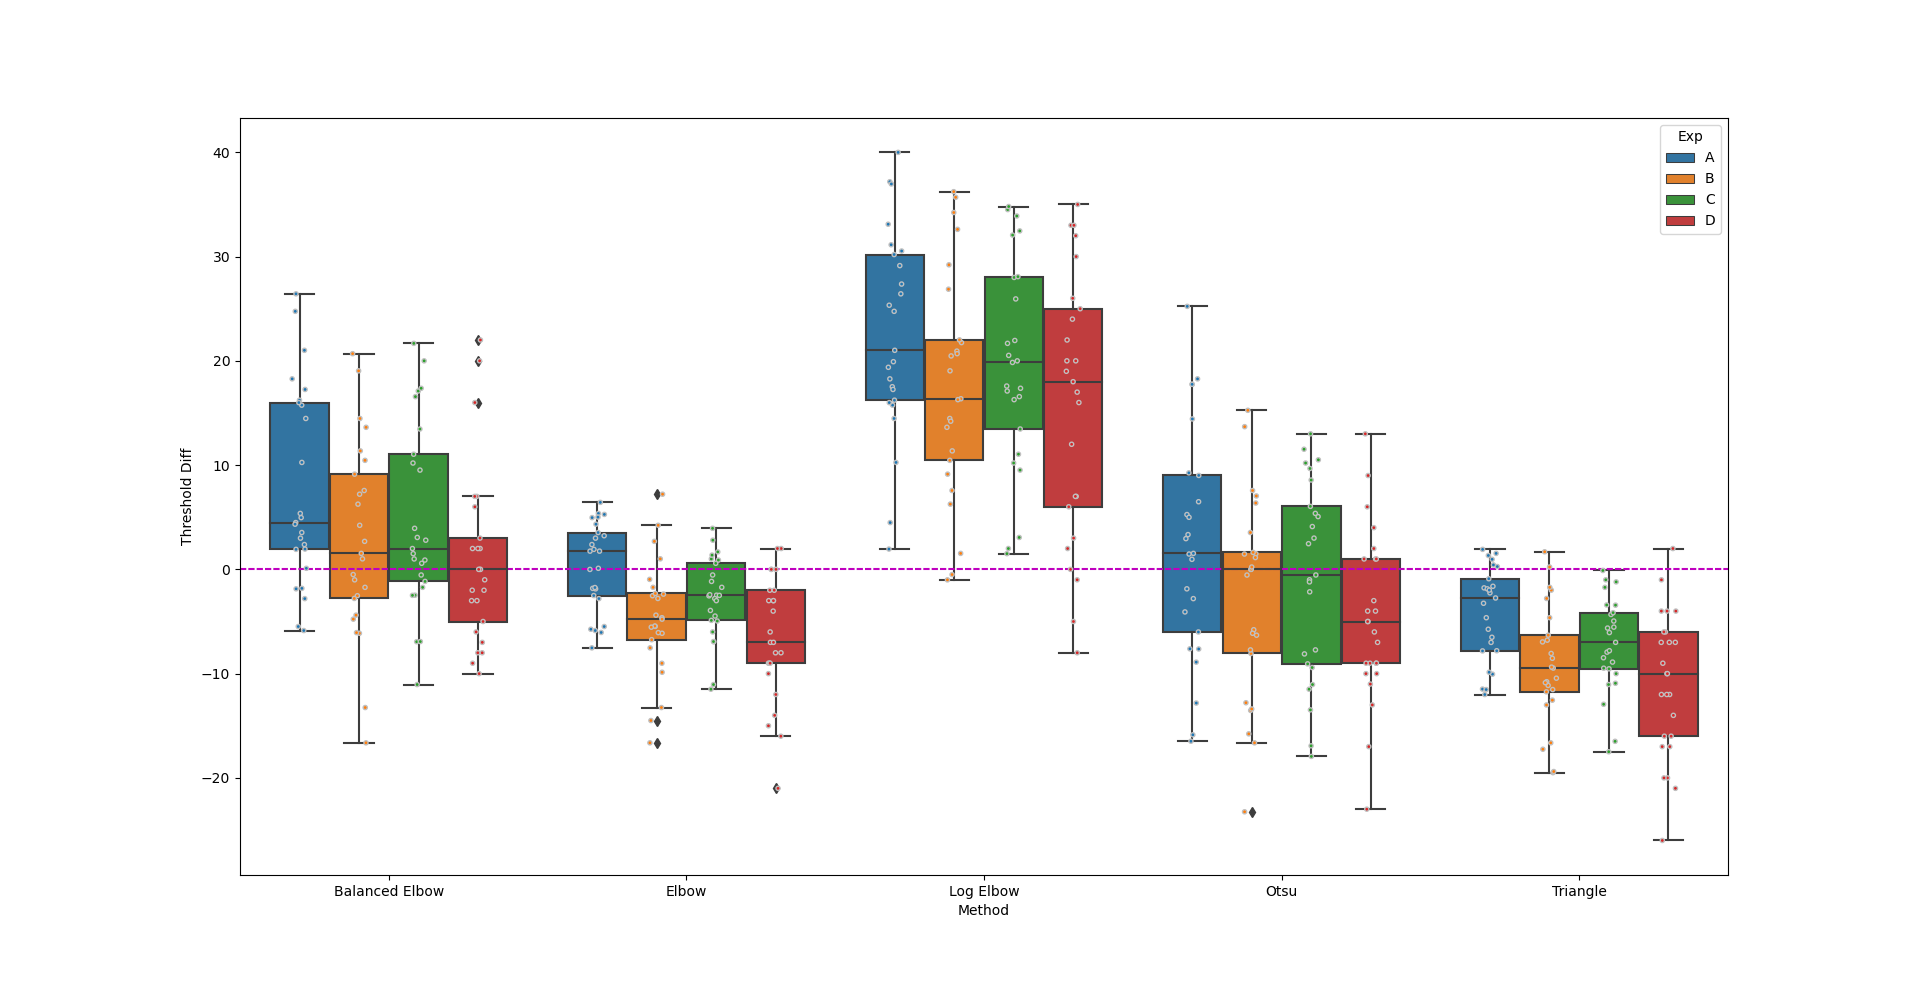 Exp
A
B
C
D
40
30
20
10
0
−10
−20
Threshold Diff
Balanced Elbow
Elbow
Log Elbow
Otsu
Triangle
Method